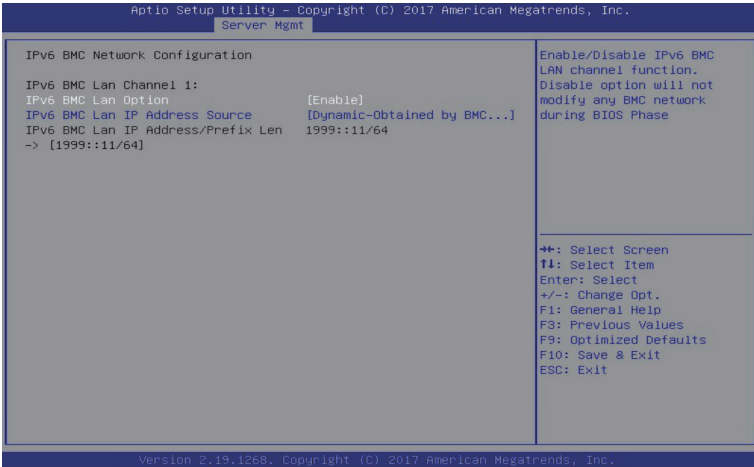 Aptio Setup Utility – Copyright (C) 2017 American Megatrends, Inc.
Server Mgmt
IPv6 BMC Network Configuration
IPv6 BMC Lan Channel 1:
IPv6 BMC Lan Option [Enable]
IPv6 BMC Lan IP Address Source [Dynamic-Obtained by BMC...]
IPv6 BMC Lan IP Address/Prefix Len 1999::11/64
-> [1999::11/64]
Enable/Disable IPv6 BMC
LAN channel function.
Disable option will not
modify any BMC network
during BIOS Phase
→←: Select Screen
↑↓: Select Item
Enter: Select
+/-: Change Opt.
F1: General Help
F3: Previous Values
F9: Optimized Defaults
F10: Save & Exit
ESC: Exit
Version 2.19.1268. Copyright (C) 2017 American Megatrends, Inc.